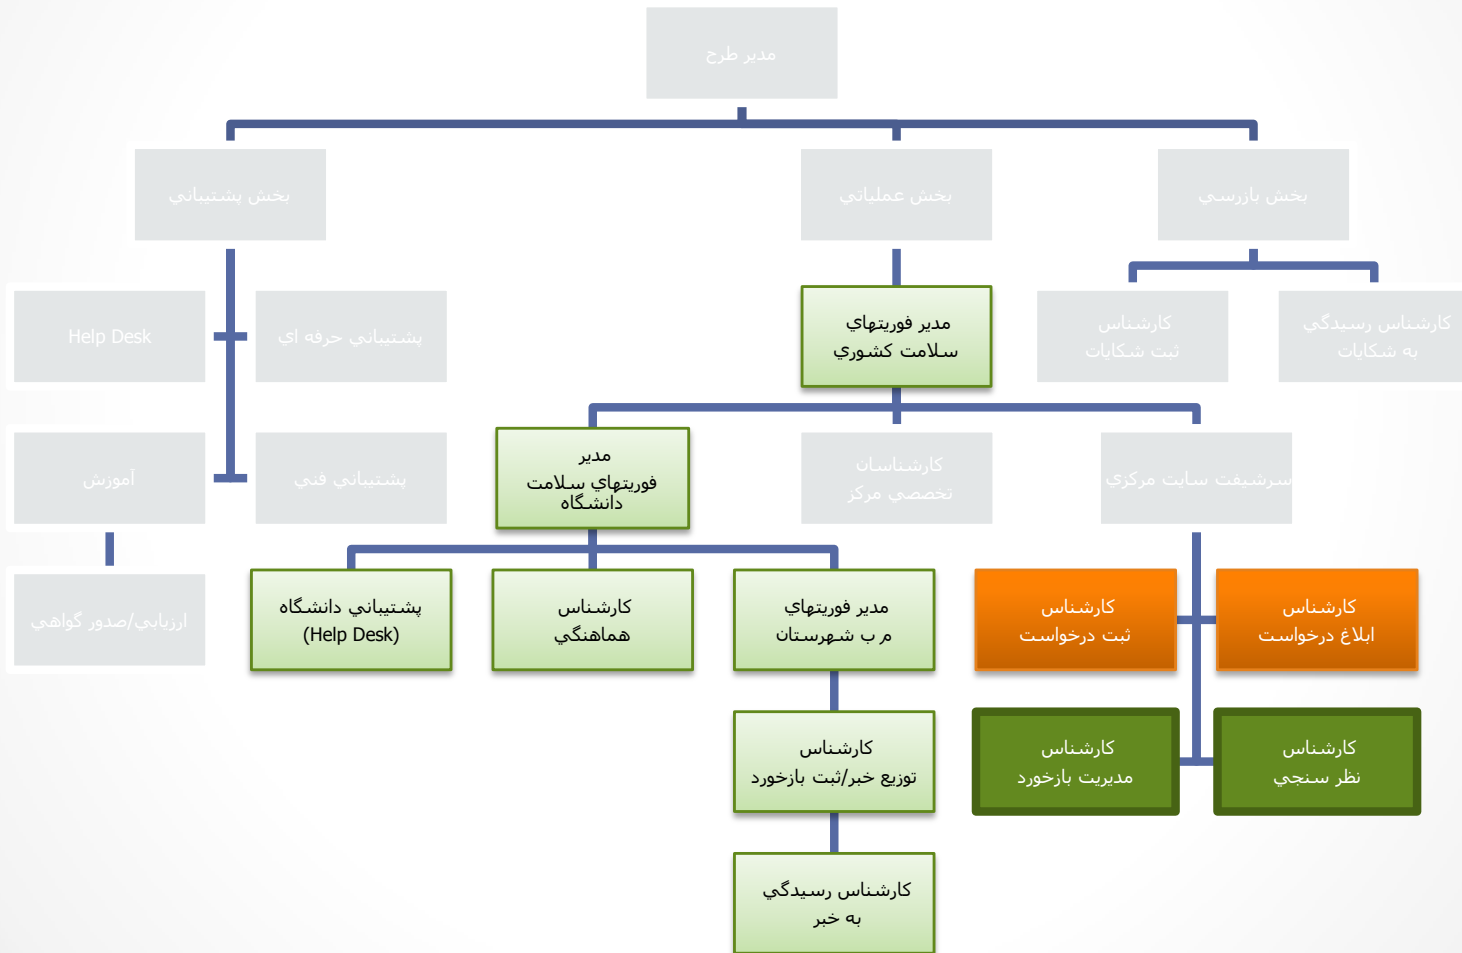 مدير طرح
بخش بازرسي
بخش عملياتي
بخش پشتيباني
كارشناس رسيدگي
به شكايات
كارشناس
ثبت شكايات
مدير فوريتهاي
سلامت كشوري
پشتيباني حرفه اي
Help Desk
سرشيفت سايت مركزي
كارشناسان
تخصصي مركز
مدير
فوريتهاي سلامت
دانشگاه
پشتيباني فني
آموزش
كارشناس
ابلاغ درخواست
كارشناس
ثبت درخواست
مدير فوريتهاي
م ب شهرستان
كارشناس
هماهنگي
پشتيباني دانشگاه
(Help Desk)
ارزيابي/صدور گواهي
كارشناس
نظر سنجي
كارشناس
مديريت بازخورد
كارشناس
توزيع خبر/ثبت بازخورد
كارشناس رسيدگي
به خبر